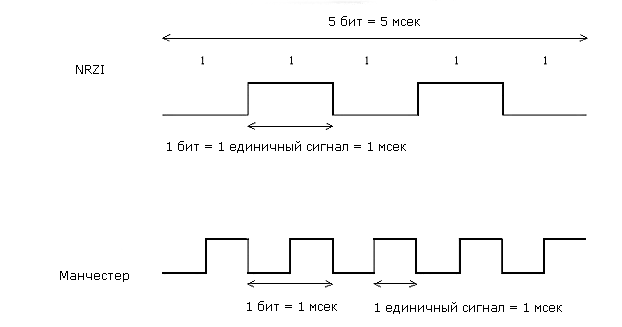 5 бит = 5 мсек
1 1 1 1 1
NRZI
1 бит = 1 единичный сигнал = 1 мсек
Манчестер
1 бит = 1 мсек
1 единичный сигнал = 1 мсек